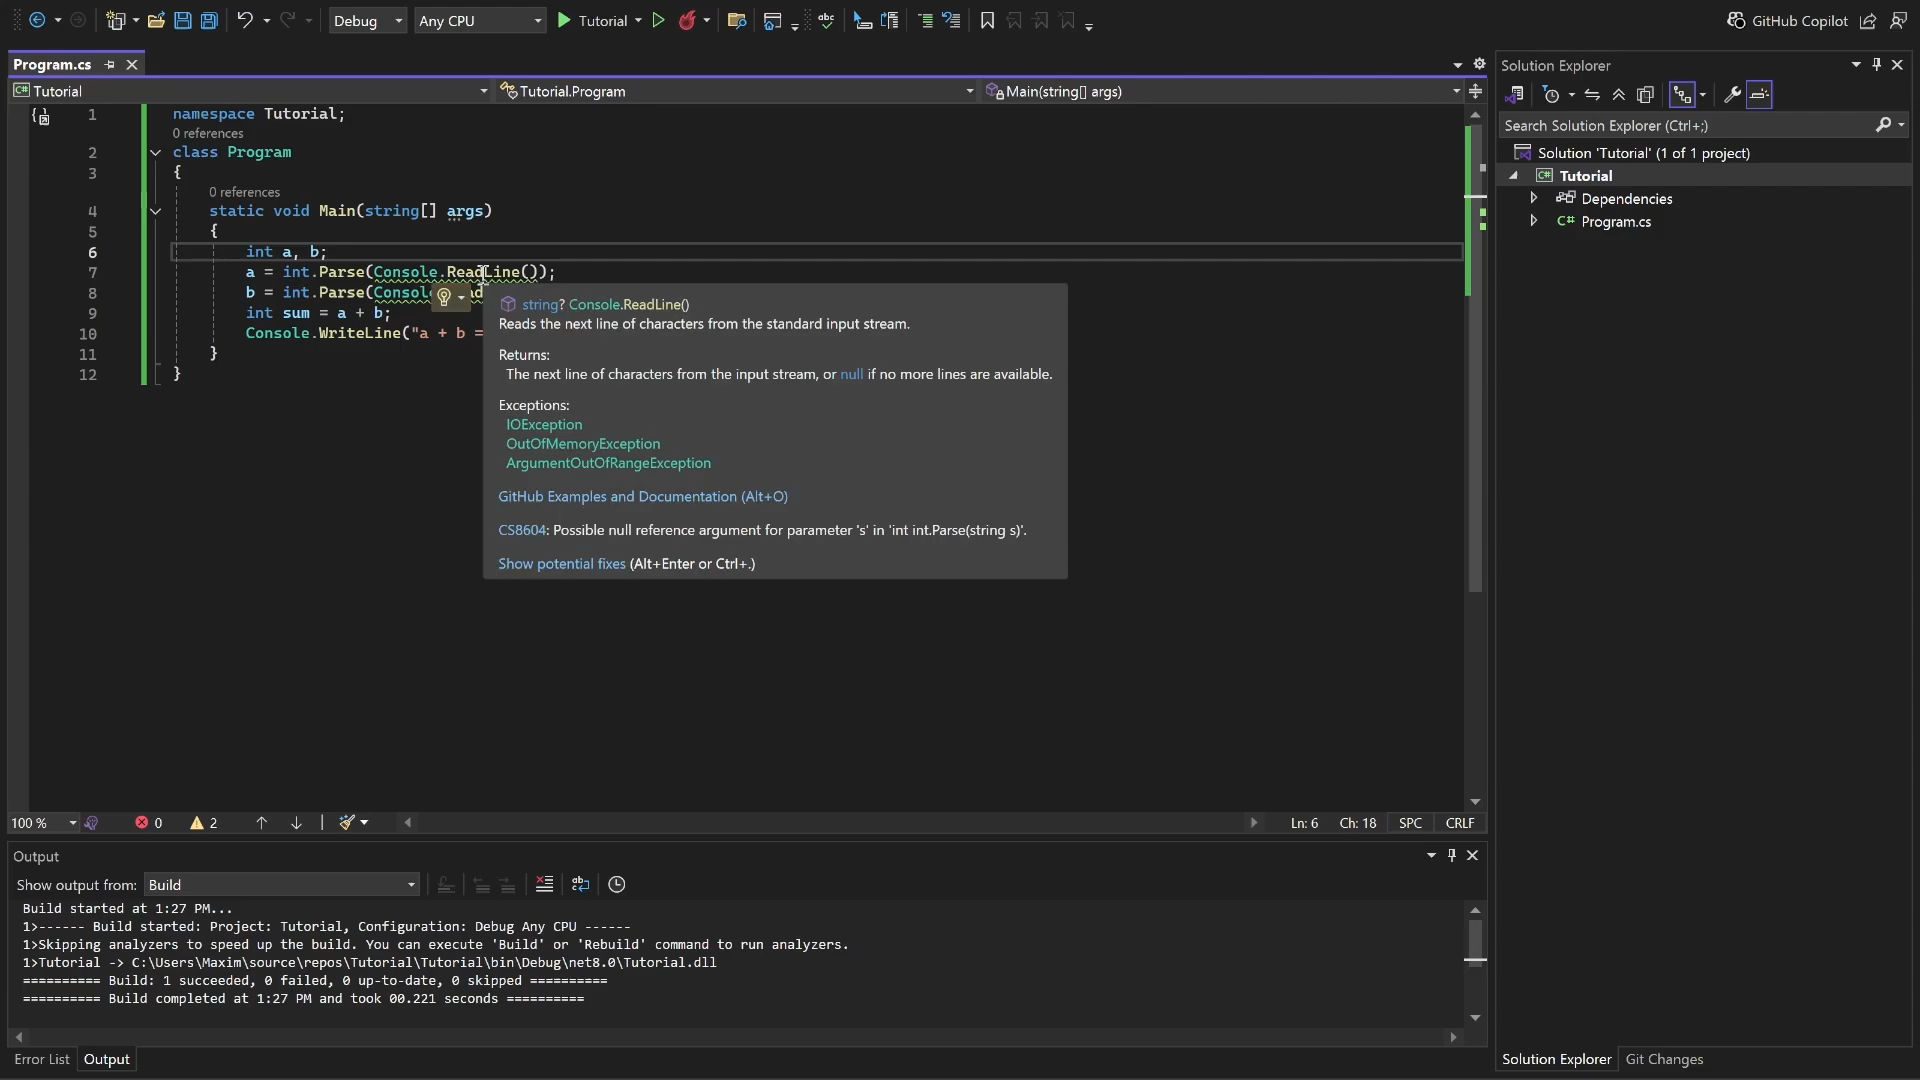 Debug
Any CPU
Tutorial
GitHub Copilot
Program.cs
Tutorial
Tutorial.Program
Main(string[] args)
1 namespace Tutorial;
0 references
2 class Program
3 {
0 references
4 static void Main(string[] args)
5 {
6 int a, b;
7 a = int.Parse(Console.ReadLine());
8 b = int.Parse(Consol
9 int sum = a + b;
10 Console.WriteLine("a + b =
11 }
12 }
string? Console.ReadLine()
Reads the next line of characters from the standard input stream.
Returns:
The next line of characters from the input stream, or null if no more lines are available.
Exceptions:
IOException
OutOfMemoryException
ArgumentOutOfRangeException
GitHub Examples and Documentation (Alt+O)
CS8604: Possible null reference argument for parameter 's' in 'int int.Parse(string s)'.
Show potential fixes (Alt+Enter or Ctrl+.)
100 %
0
2
Ln: 6
Ch: 18
SPC
CRLF
Output
Show output from: Build
Build started at 1:27 PM...
1>------ Build started: Project: Tutorial, Configuration: Debug Any CPU ------
1>Skipping analyzers to speed up the build. You can execute 'Build' or 'Rebuild' command to run analyzers.
1>Tutorial -> C:\Users\Maxim\source\repos\Tutorial\Tutorial\bin\Debug\net8.0\Tutorial.dll
========== Build: 1 succeeded, 0 failed, 0 up-to-date, 0 skipped ==========
========== Build completed at 1:27 PM and took 00.221 seconds ==========
Error List
Output
Solution Explorer
Search Solution Explorer (Ctrl+;)
Solution 'Tutorial' (1 of 1 project)
C# Tutorial
Dependencies
C# Program.cs
Solution Explorer
Git Changes